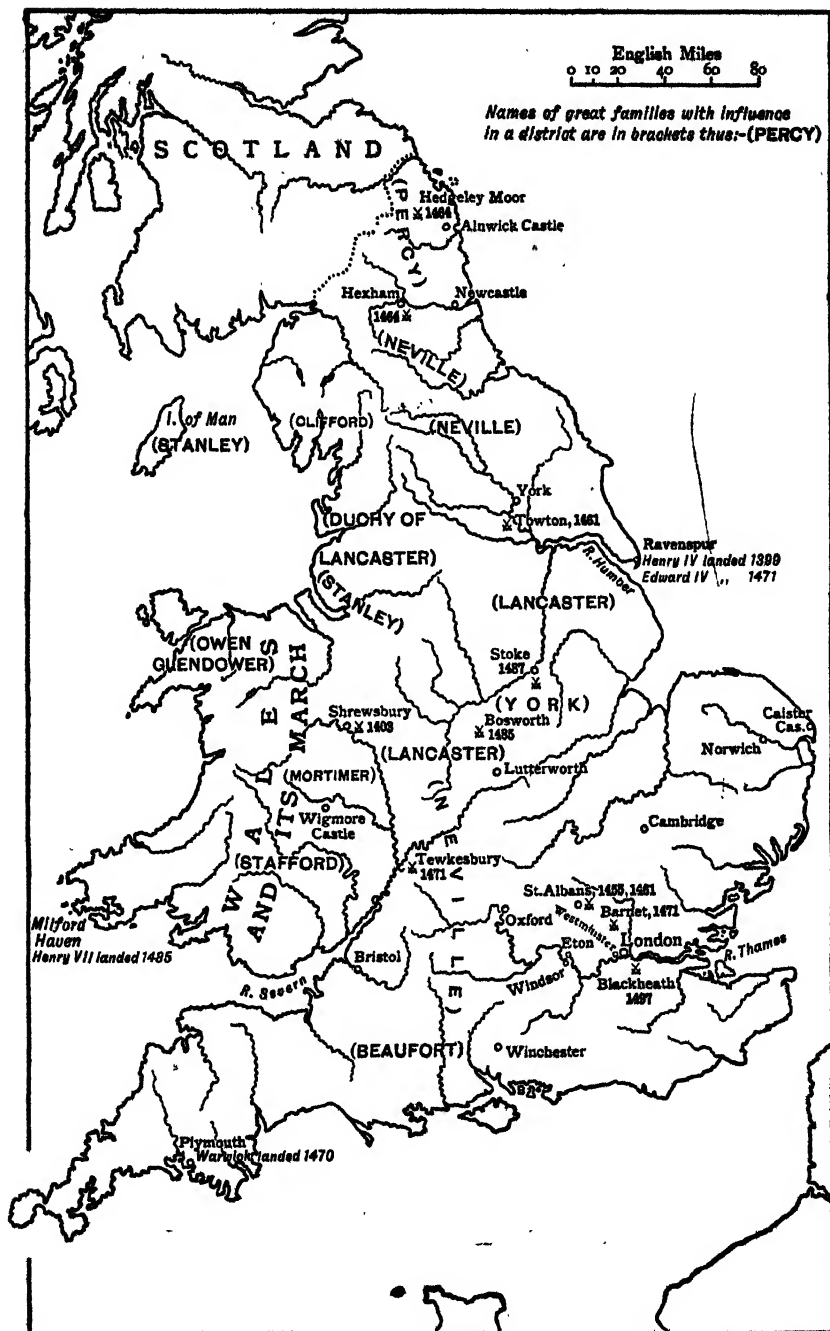 English Miles
0 10 20 40 60 80
Names of great families with influence
in a district are in brackets thus:-(PERCY)
SCOTLAND
(PERCY)
Hedgeley Moor
1464
Alnwick Castle
Hexham
1464
Newcastle
(NEVILLE)
I. of Man
(STANLEY)
(CLIFFORD)
(NEVILLE)
York
Towton, 1461
(DUCHY OF
LANCASTER)
(STANLEY)
R. Humber
Ravenspur
Henry IV landed 1399
Edward IV ,, 1471
(LANCASTER)
(OWEN
GLENDOWER)
WALES
AND ITS MARCH
Stoke
1487
(YORK)
Shrewsbury
1403
Bosworth
1485
(LANCASTER)
Lutterworth
Caister
Cas.
Norwich
(MORTIMER)
Wigmore
Castle
(NEVILLE)
Cambridge
(STAFFORD)
Tewkesbury
1471
St. Albans, 1455, 1461
Barnet, 1471
Westminster
Oxford
Eton
London
Windsor
R. Thames
Blackheath
1497
Milford
Haven
Henry VII landed 1485
Bristol
R. Severn
(BEAUFORT)
Winchester
Plymouth
Warwick landed 1470